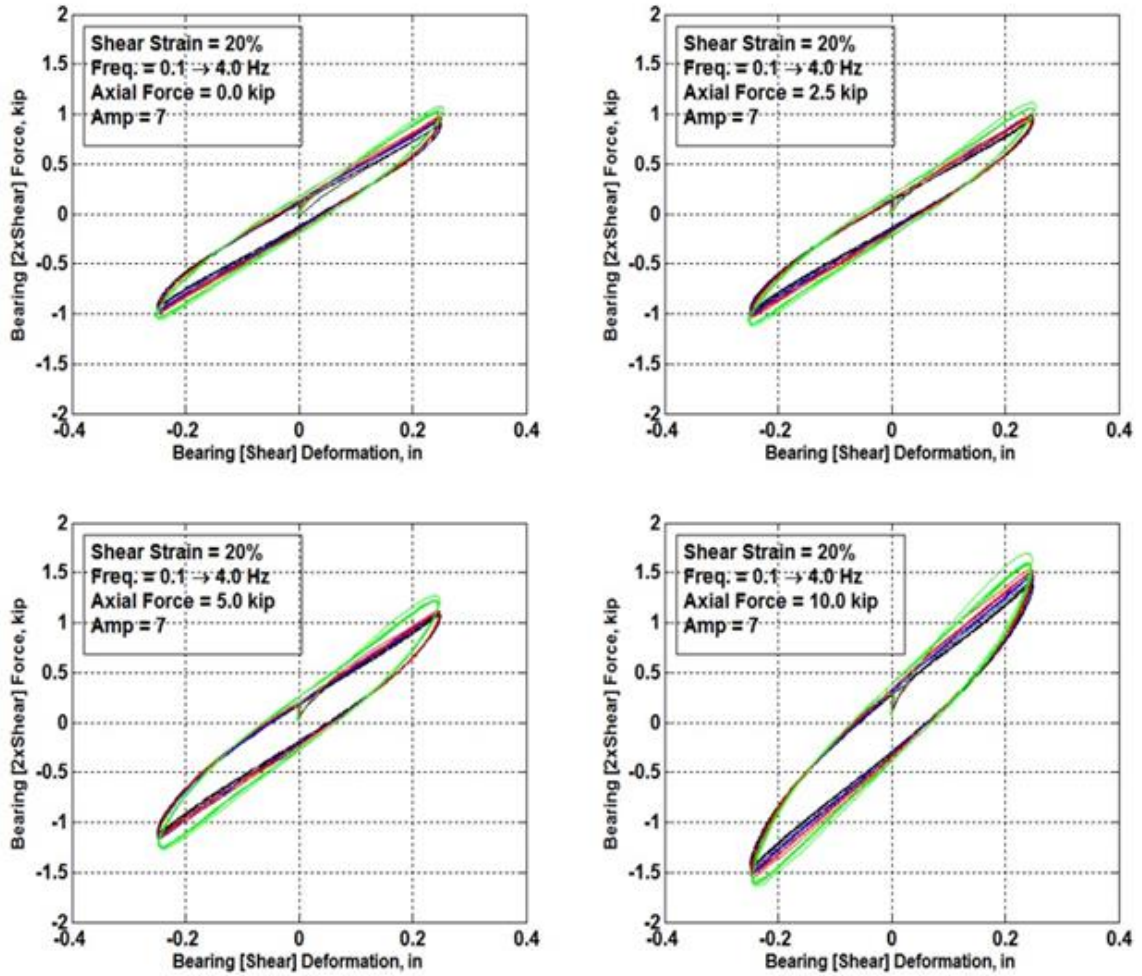 2
1.5
1
0.5
0
-0.5
-1
-1.5
-2
Bearing [2xShear] Force, kip
Shear Strain = 20%
Freq. = 0.1 → 4.0 Hz
Axial Force = 0.0 kip
Amp = 7
-0.4 -0.2 0 0.2 0.4
Bearing [Shear] Deformation, in
2
1.5
1
0.5
0
-0.5
-1
-1.5
-2
Bearing [2xShear] Force, kip
Shear Strain = 20%
Freq. = 0.1 → 4.0 Hz
Axial Force = 2.5 kip
Amp = 7
-0.4 -0.2 0 0.2 0.4
Bearing [Shear] Deformation, in
2
1.5
1
0.5
0
-0.5
-1
-1.5
-2
Bearing [2xShear] Force, kip
Shear Strain = 20%
Freq. = 0.1 → 4.0 Hz
Axial Force = 5.0 kip
Amp = 7
-0.4 -0.2 0 0.2 0.4
Bearing [Shear] Deformation, in
2
1.5
1
0.5
0
-0.5
-1
-1.5
-2
Bearing [2xShear] Force, kip
Shear Strain = 20%
Freq. = 0.1 → 4.0 Hz
Axial Force = 10.0 kip
Amp = 7
-0.4 -0.2 0 0.2 0.4
Bearing [Shear] Deformation, in